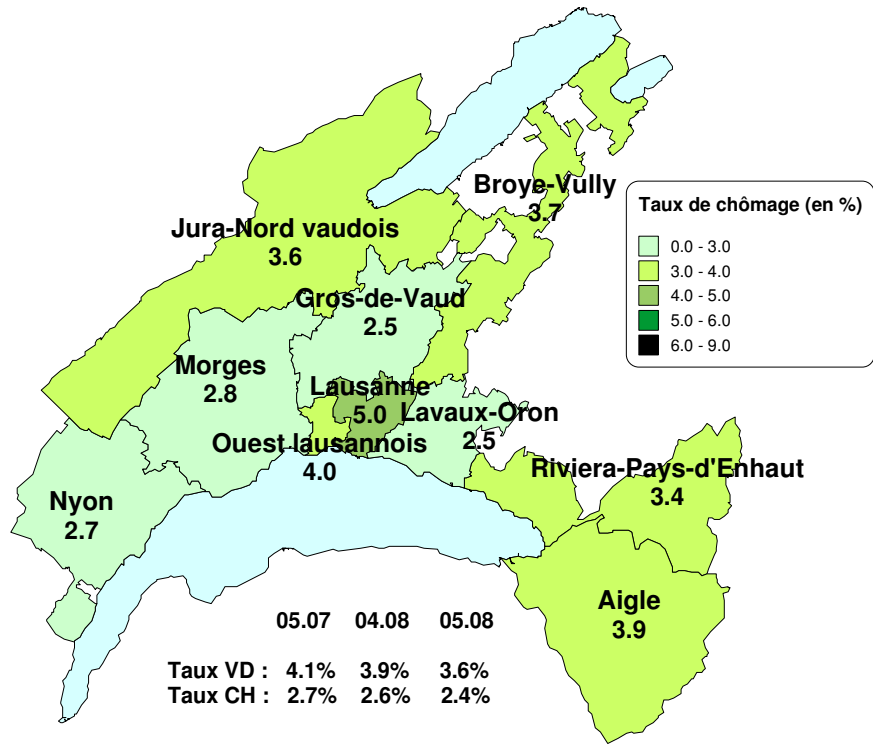 Broye-Vully
3.7
Jura-Nord vaudois
3.6
Gros-de-Vaud
2.5
Morges
2.8
Lausanne
5.0
Lavaux-Oron
2.5
Ouest lausannois
4.0
Riviera-Pays-d'Enhaut
3.4
Nyon
2.7
Aigle
3.9
Taux de chômage (en %)
0.0 - 3.0
3.0 - 4.0
4.0 - 5.0
5.0 - 6.0
6.0 - 9.0
05.07 04.08 05.08
Taux VD : 4.1% 3.9% 3.6%
Taux CH : 2.7% 2.6% 2.4%